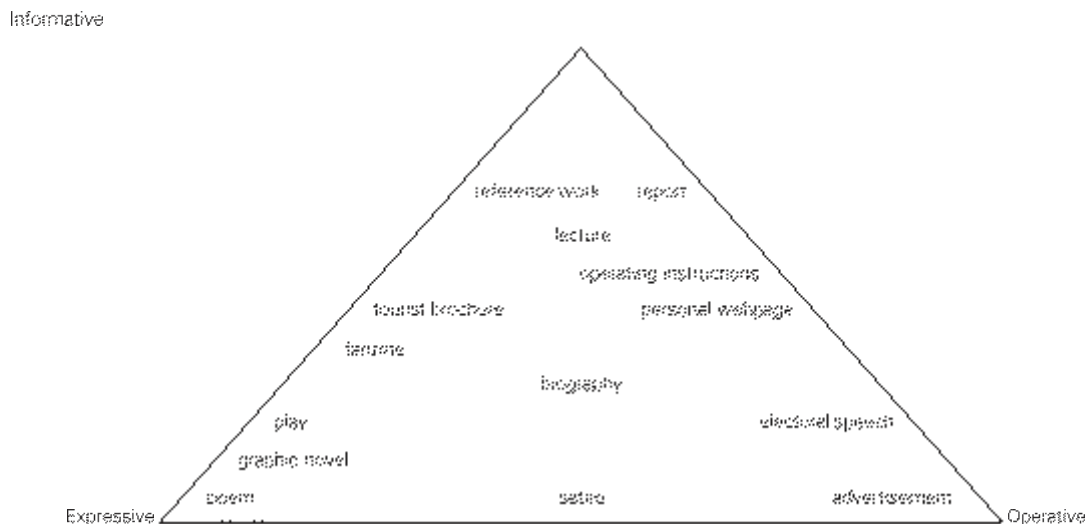 Informative
reference work
report
lecture
operating instructions
tourist brochure
personal webpage
fanzine
biography
play
electoral speech
graphic novel
poem
satire
advertisement
Expressive
Operative